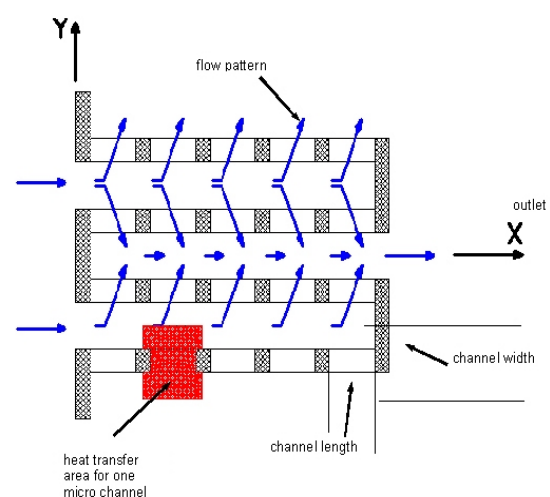 Y
flow pattern
outlet
X
channel width
channel length
heat transfer
area for one
micro channel